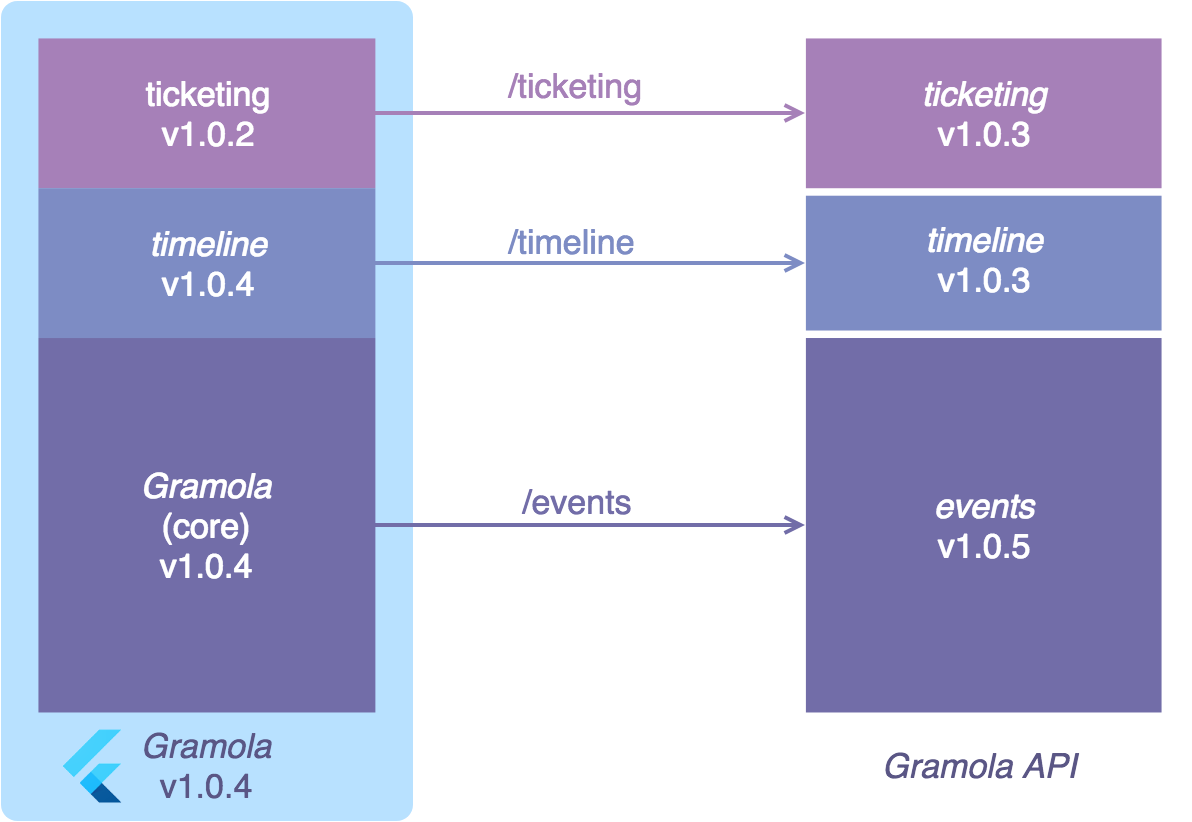 ticketing
v1.0.2
/ticketing
ticketing
v1.0.3
timeline
v1.0.4
/timeline
timeline
v1.0.3
Gramola
(core)
v1.0.4
/events
events
v1.0.5
Gramola
v1.0.4
Gramola API